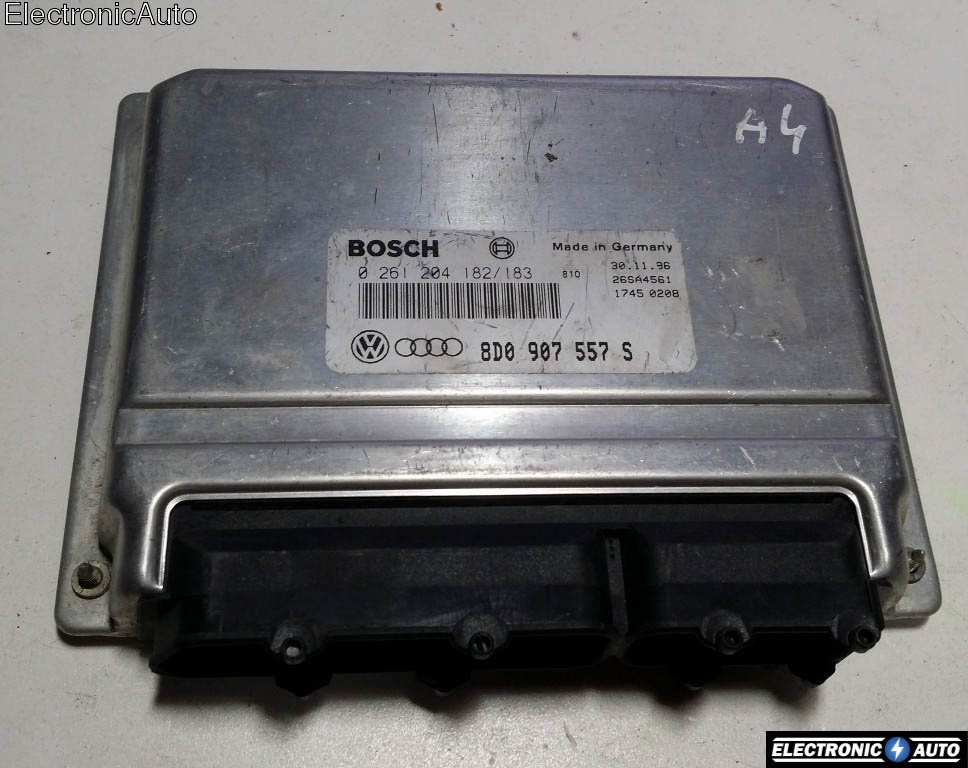 ElectronicAuto
A4
BOSCH Made in Germany
0 261 204 182/183 B10 30.11.96
26SA4561
1745 0208
8D0 907 557 S
ELECTRONIC AUTO